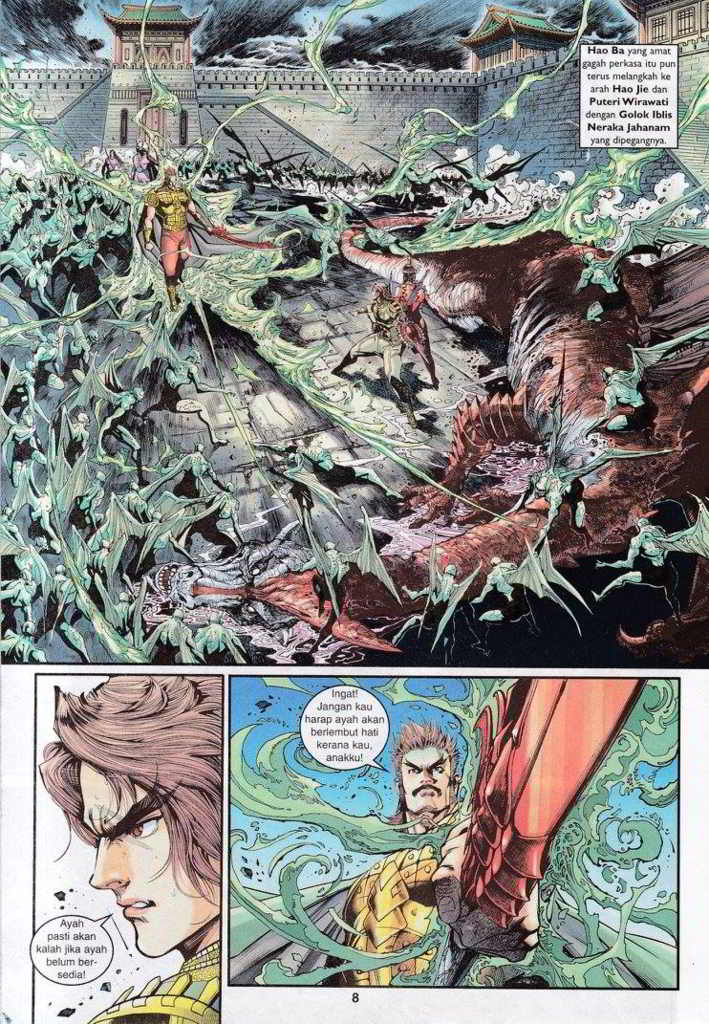 Hao Ba yang amat
gagah perkasa itu pun
terus melangkah ke
arah Hao Jie dan
Puteri Wirawati
dengan Golok Iblis
Neraka Jahanam
yang dipegangnya.
Ayah
pasti akan
kalah jika ayah
belum ber-
sedia!
Ingat!
Jangan kau
harap ayah akan
berlembut hati
kerana kau,
anakku!
8